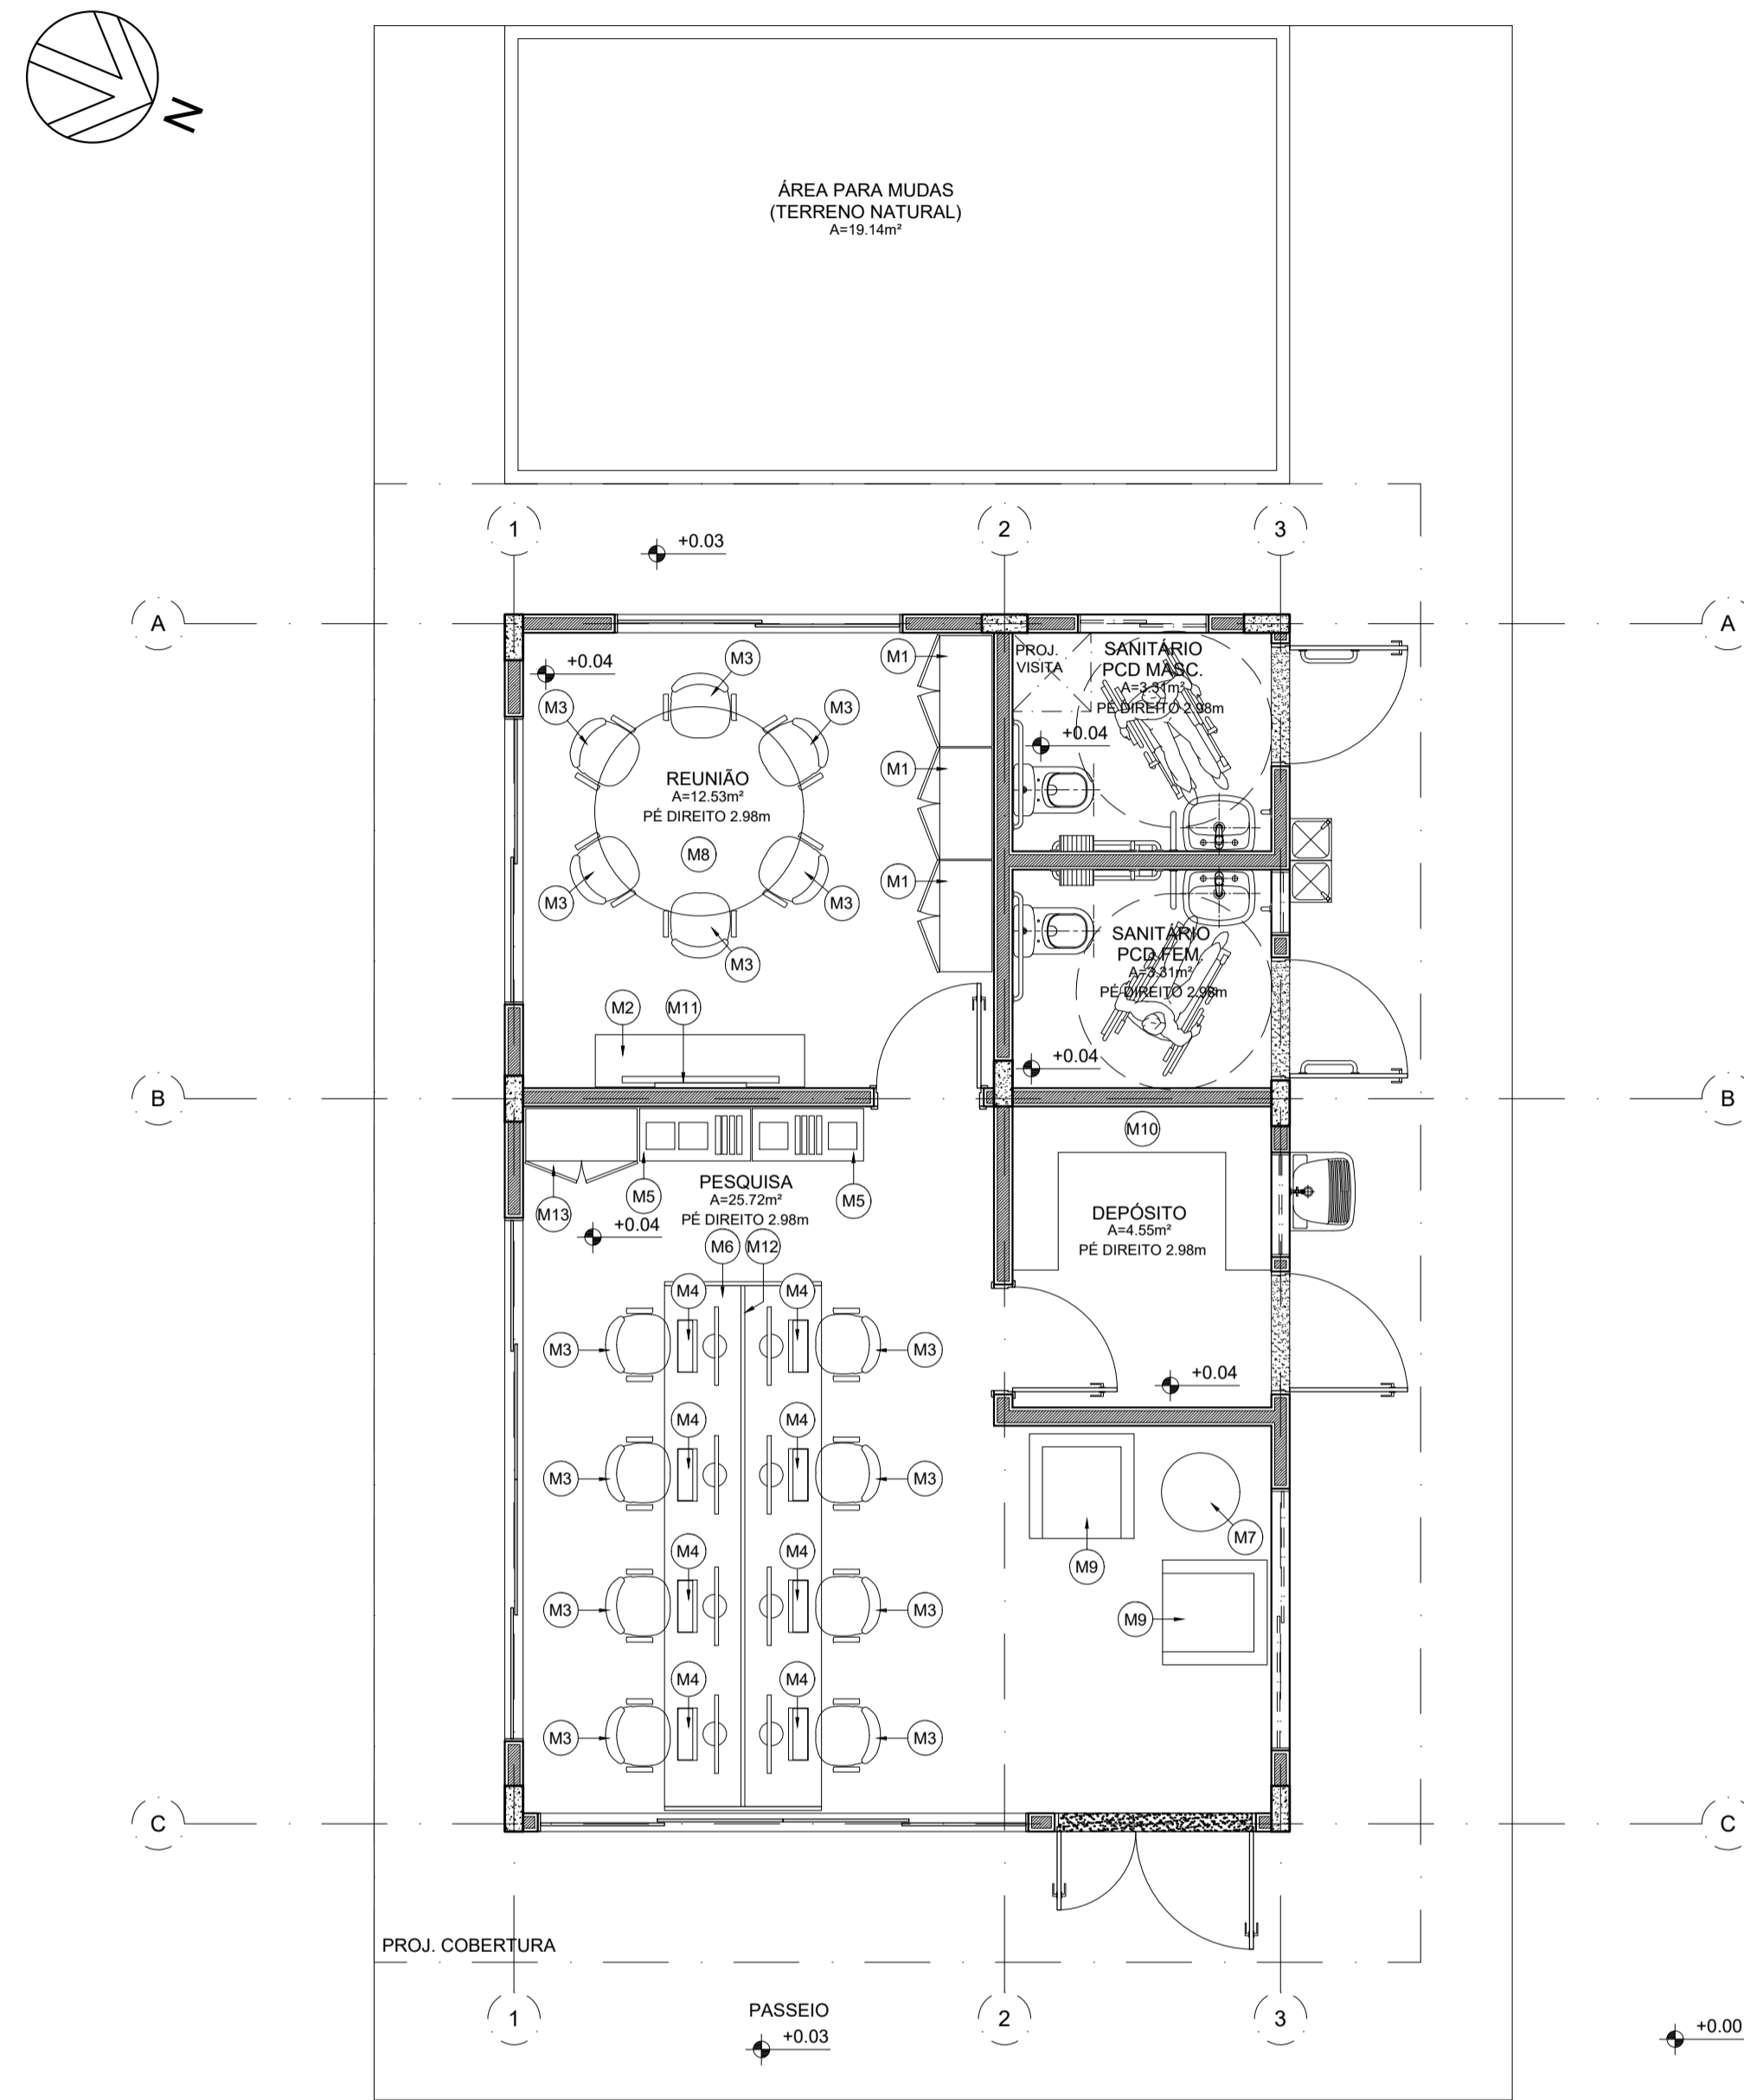 N
ÁREA PARA MUDAS
(TERRENO NATURAL)
A=19.14m²
1
2
3
+0.03
A
A
+0.04
M3
M1
PROJ.
VISITA
SANITÁRIO
PCD MASC.
A=3.31m²
PÉ DIREITO 2.98m
M3
M3
+0.04
REUNIÃO
A=12.53m²
PÉ DIREITO 2.98m
M1
M8
M3
M3
M1
M3
SANITÁRIO
PCD FEM.
A=3.31m²
PÉ DIREITO 2.98m
M2
M11
+0.04
B
B
M10
PESQUISA
A=25.72m²
PÉ DIREITO 2.98m
M13
M5
M5
+0.04
DEPÓSITO
A=4.55m²
PÉ DIREITO 2.98m
M6
M12
M4
M4
M3
M3
+0.04
M4
M4
M3
M3
M7
M4
M4
M9
M3
M3
M9
M4
M4
M3
M3
C
C
PROJ. COBERTURA
1
PASSEIO
+0.03
2
3
+0.00